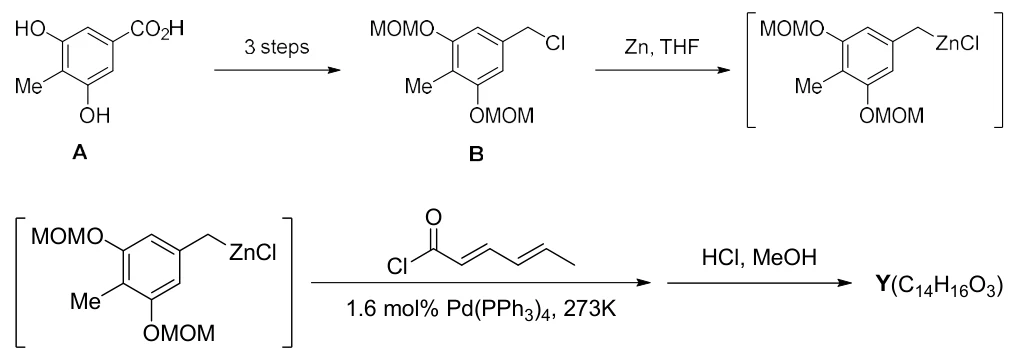 HO CO₂H
Me
OH
A
3 steps
MOMO Cl
Me
OMOM
B
Zn, THF
MOMO ZnCl
Me
OMOM
MOMO ZnCl
Me
OMOM
O
Cl
1.6 mol% Pd(PPh₃)₄, 273K
HCl, MeOH
Y(C₁₄H₁₆O₃)